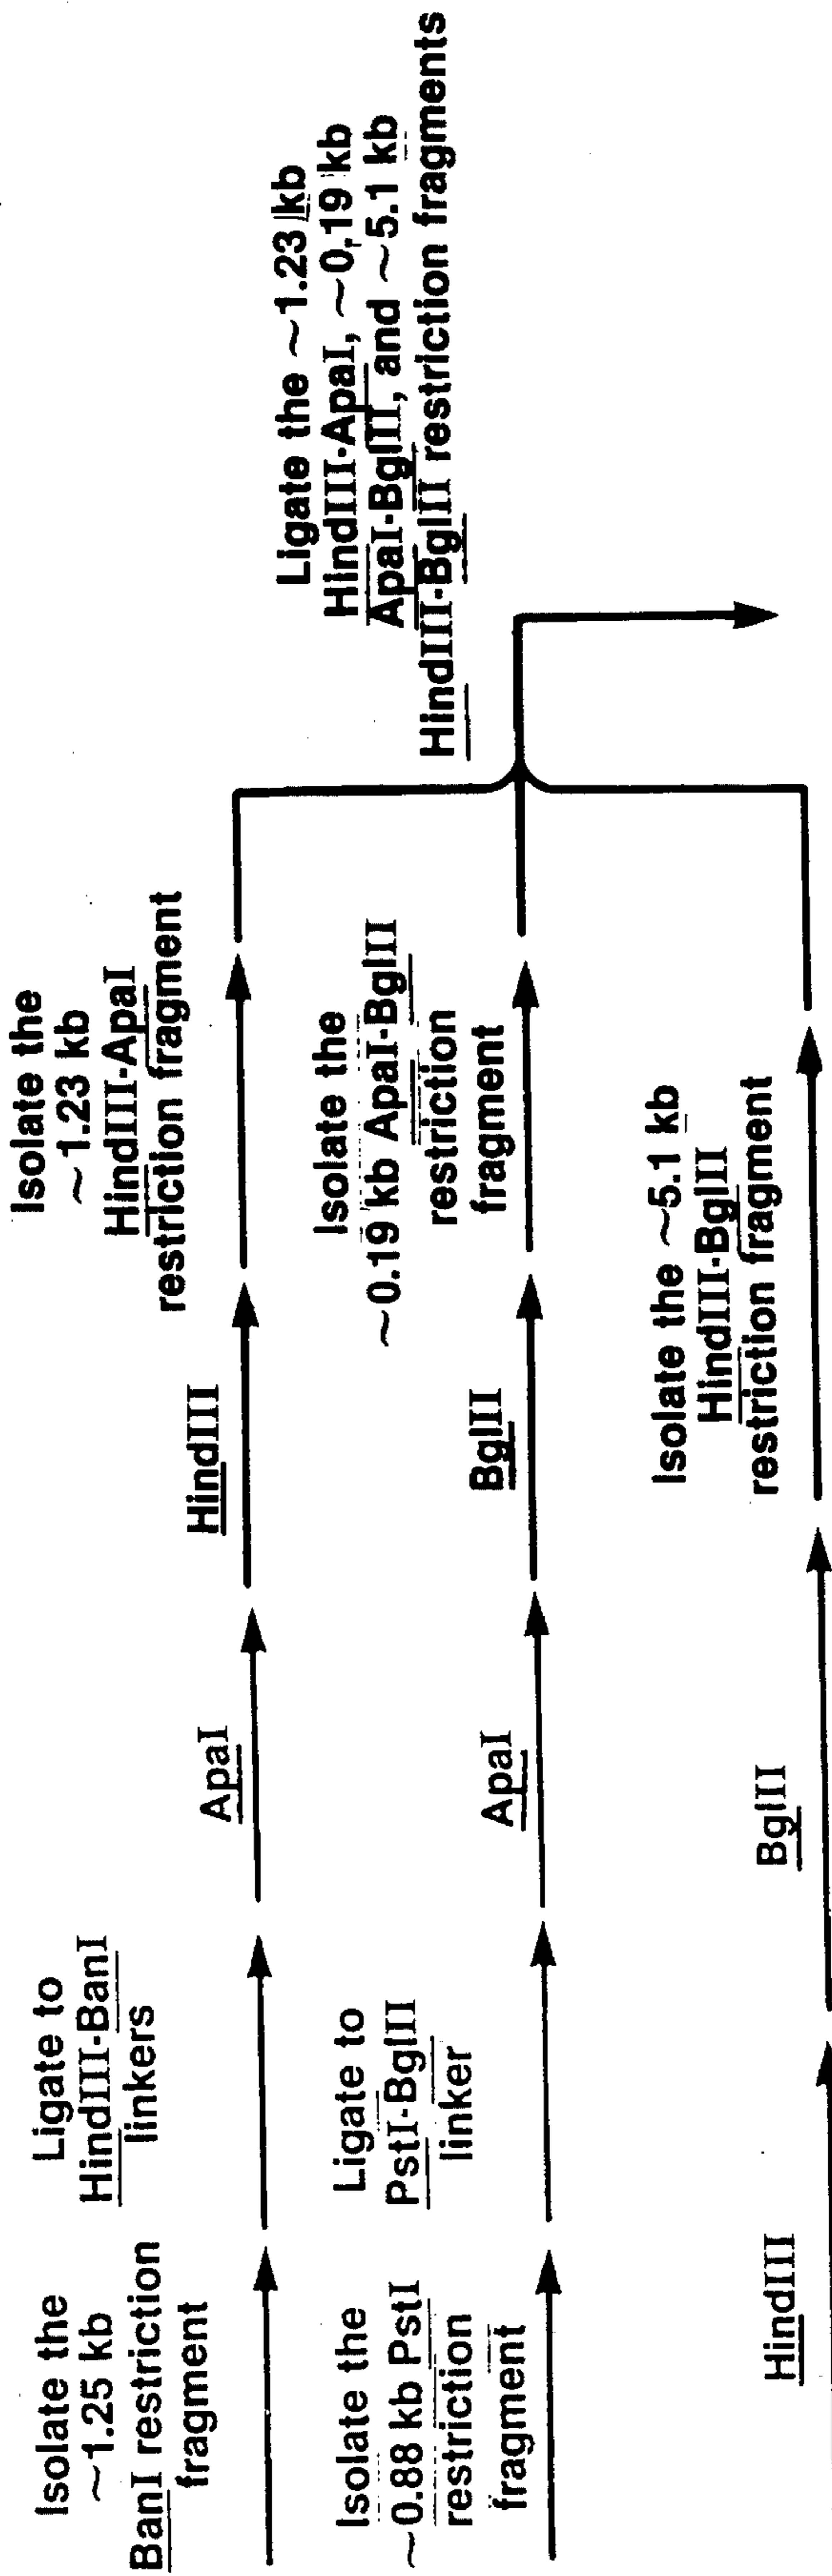 Isolate the
~1.25 kb
BanI restriction
fragment
Ligate to
HindIII-BanI
linkers
ApaI
HindIII
Isolate the
~1.23 kb
HindIII-ApaI
restriction fragment
Isolate the
~0.88 kb PstI
restriction
fragment
Ligate to
PstI-BglII
linker
ApaI
BglII
Isolate the
~0.19 kb ApaI-BglII
restriction
fragment
HindIII
BglII
Isolate the ~5.1 kb
HindIII-BglII
restriction fragment
Ligate the ~1.23 kb
HindIII-ApaI, ~0.19 kb
ApaI-BglII, and ~5.1 kb
HindIII-BglII restriction fragments